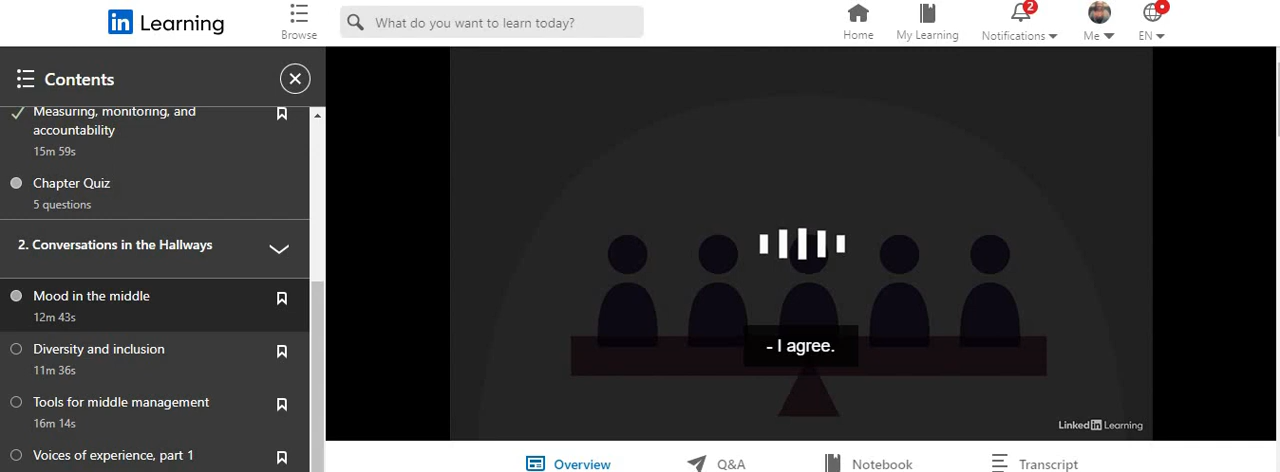 in Learning
Browse
What do you want to learn today?
Home
My Learning
2
Notifications
Me
EN
Contents
Measuring, monitoring, and
accountability
15m 59s
Chapter Quiz
5 questions
2. Conversations in the Hallways
Mood in the middle
12m 43s
Diversity and inclusion
11m 36s
Tools for middle management
16m 14s
Voices of experience, part 1
- I agree.
Linked in Learning
Overview
Q&A
Notebook
Transcript